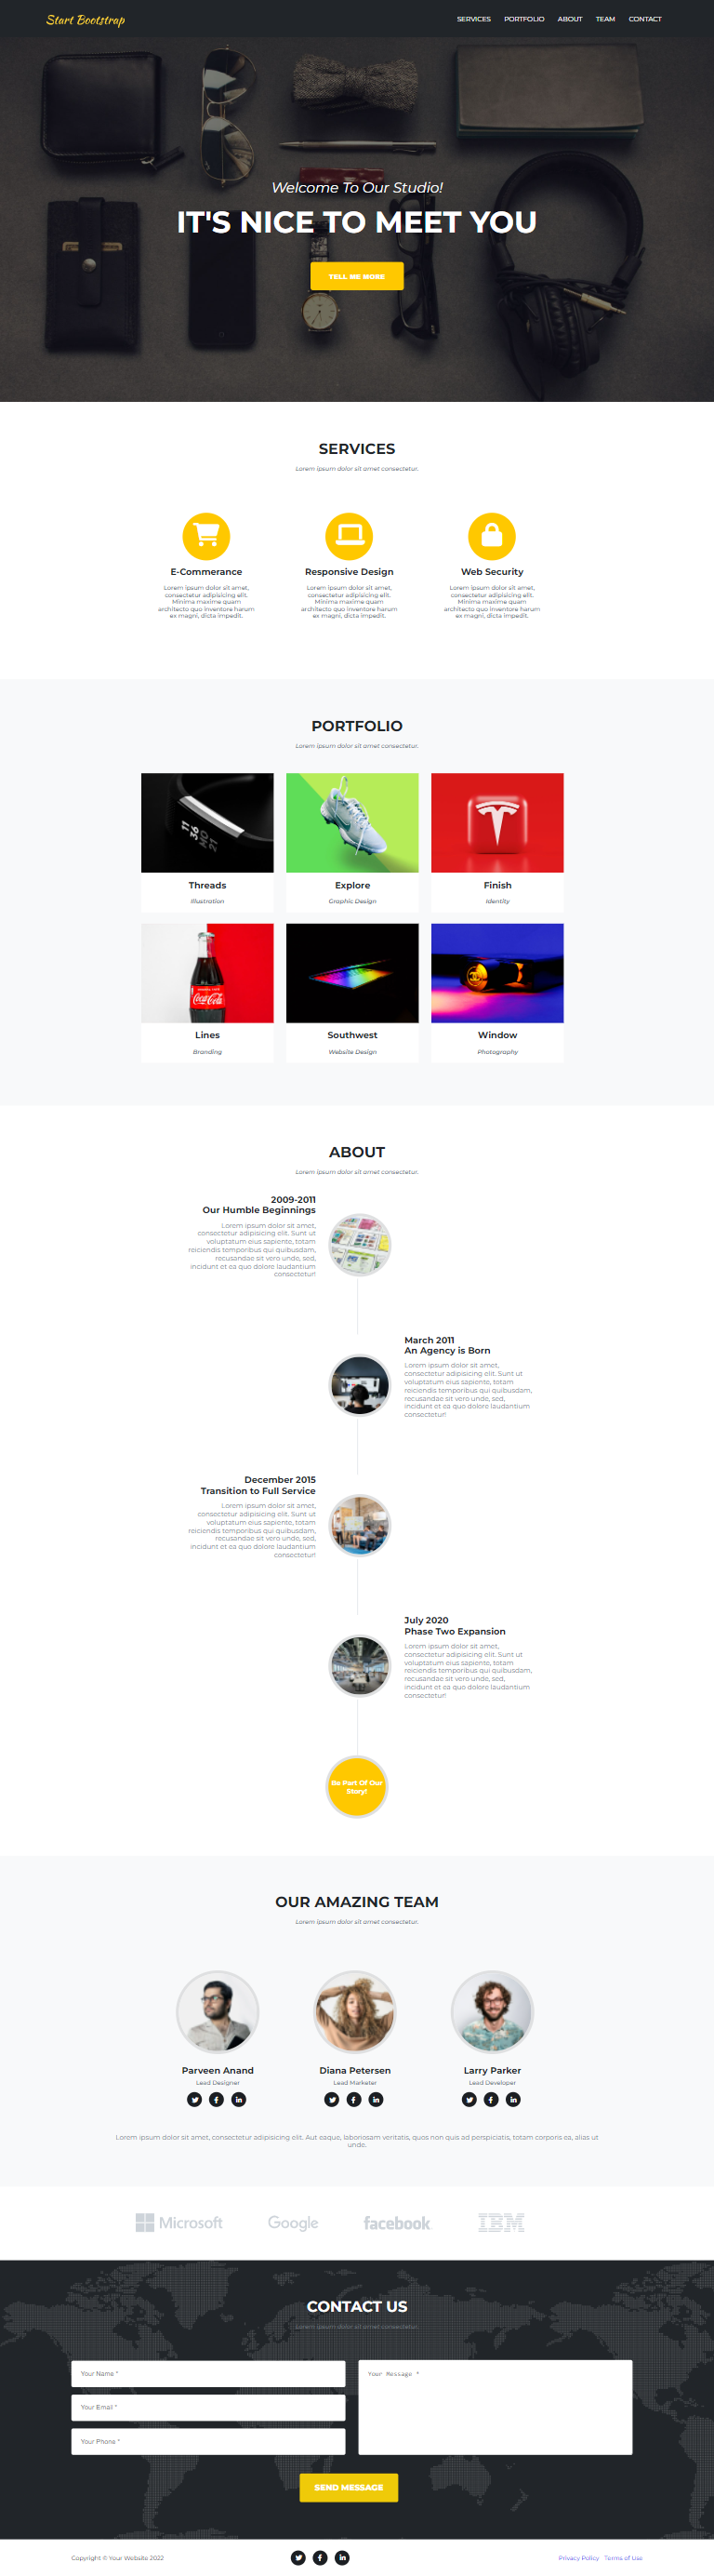 Start Bootstrap
SERVICES PORTFOLIO ABOUT TEAM CONTACT
Welcome To Our Studio!
IT'S NICE TO MEET YOU
TELL ME MORE
SERVICES
Lorem ipsum dolor sit amet consectetur.
E-Commerance
Lorem ipsum dolor sit amet,
consectetur adipisicing elit.
Minima maxime quam
architecto quo inventore harum
ex magni, dicta impedit.
Responsive Design
Lorem ipsum dolor sit amet,
consectetur adipisicing elit.
Minima maxime quam
architecto quo inventore harum
ex magni, dicta impedit.
Web Security
Lorem ipsum dolor sit amet,
consectetur adipisicing elit.
Minima maxime quam
architecto quo inventore harum
ex magni, dicta impedit.
PORTFOLIO
Lorem ipsum dolor sit amet consectetur.
Threads
Illustration
Explore
Graphic Design
Finish
Identity
Coca-Cola
Lines
Branding
Southwest
Website Design
Window
Photography
ABOUT
Lorem ipsum dolor sit amet consectetur.
2009-2011
Our Humble Beginnings
Lorem ipsum dolor sit amet,
consectetur adipisicing elit. Sunt ut
voluptatum eius sapiente, totam
reiciendis temporibus qui quibusdam,
recusandae sit vero unde, sed,
incidunt et ea quo dolore laudantium
consectetur!
March 2011
An Agency is Born
Lorem ipsum dolor sit amet,
consectetur adipisicing elit. Sunt ut
voluptatum eius sapiente, totam
reiciendis temporibus qui quibusdam,
recusandae sit vero unde, sed,
incidunt et ea quo dolore laudantium
consectetur!
December 2015
Transition to Full Service
Lorem ipsum dolor sit amet,
consectetur adipisicing elit. Sunt ut
voluptatum eius sapiente, totam
reiciendis temporibus qui quibusdam,
recusandae sit vero unde, sed,
incidunt et ea quo dolore laudantium
consectetur!
July 2020
Phase Two Expansion
Lorem ipsum dolor sit amet,
consectetur adipisicing elit. Sunt ut
voluptatum eius sapiente, totam
reiciendis temporibus qui quibusdam,
recusandae sit vero unde, sed,
incidunt et ea quo dolore laudantium
consectetur!
Be Part Of Our
Story!
OUR AMAZING TEAM
Lorem ipsum dolor sit amet consectetur.
Parveen Anand
Lead Designer
Diana Petersen
Lead Marketer
Larry Parker
Lead Developer
Lorem ipsum dolor sit amet, consectetur adipisicing elit. Aut eaque, laboriosam veritatis, quos non quis ad perspiciatis, totam corporis ea, alias ut
unde.
Microsoft Google facebook IBM
CONTACT US
Lorem ipsum dolor sit amet consectetur.
Your Name *
Your Email *
Your Phone *
Your Message *
SEND MESSAGE
Copyright © Your Website 2022
Privacy Policy Terms of Use